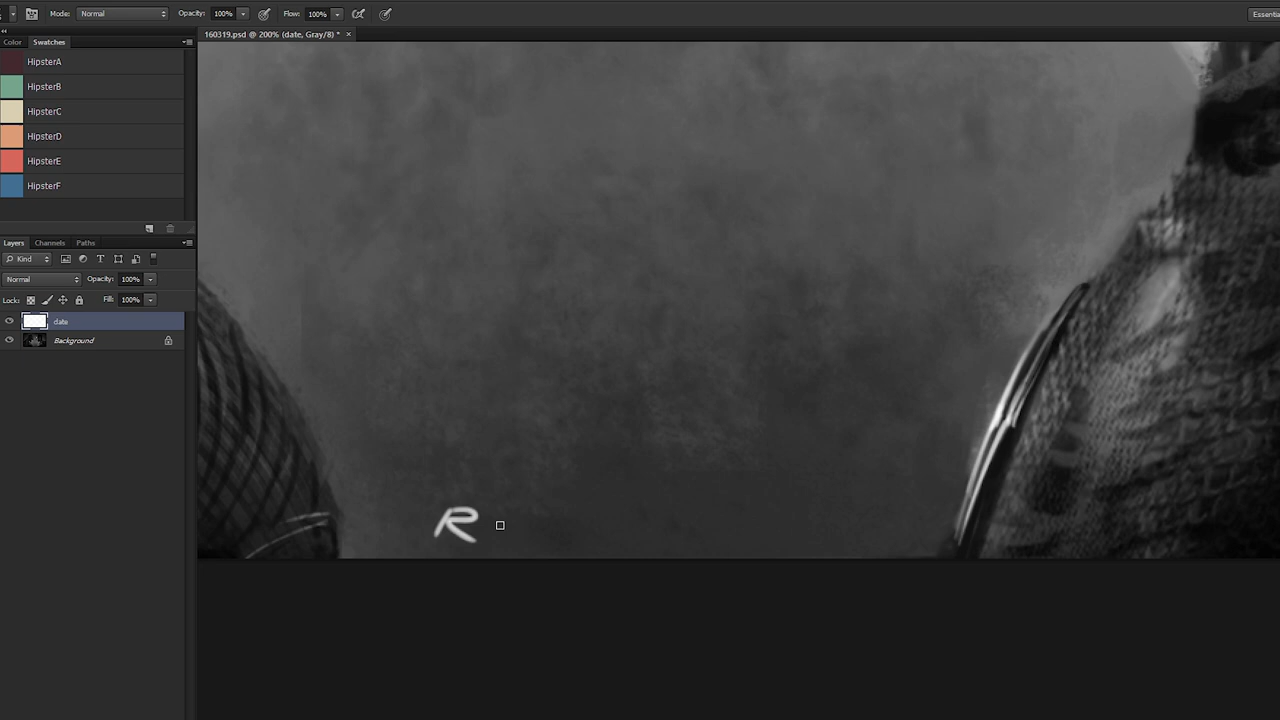 Mode: Normal Opacity: 100% Flow: 100% Essentia
160319.psd @ 200% (date, Gray/8) * ×
Color Swatches
HipsterA
HipsterB
HipsterC
HipsterD
HipsterE
HipsterF
Layers Channels Paths
Kind
Normal Opacity: 100%
Lock: Fill: 100%
date
Background
R